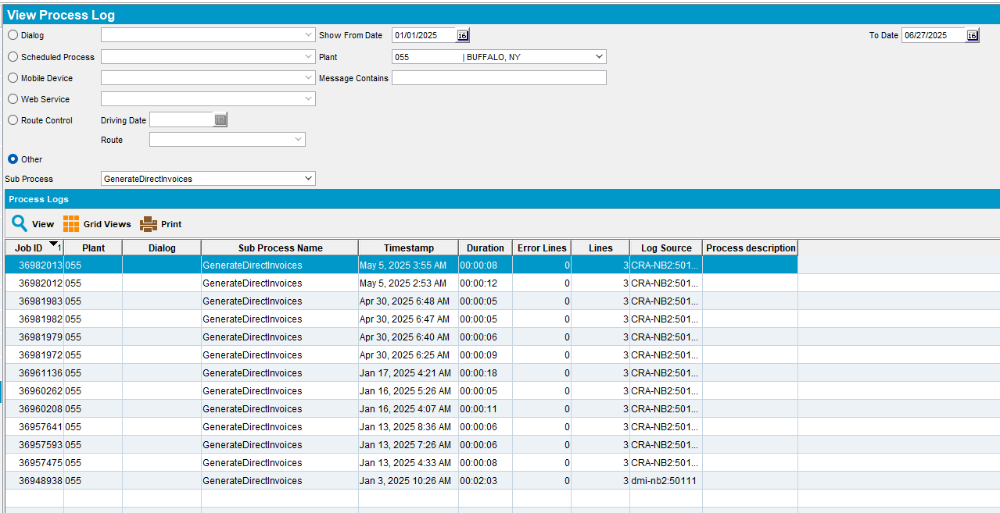 View Process Log
Dialog Show From Date 01/01/2025 16 To Date 06/27/2025 16
Scheduled Process Plant 055 | BUFFALO, NY
Mobile Device Message Contains
Web Service
Route Control Driving Date 16
Route
Other
Sub Process GenerateDirectInvoices
Process Logs
View Grid Views Print
Job ID 1 Plant Dialog Sub Process Name Timestamp Duration Error Lines Lines Log Source Process description
36982013 055 GenerateDirectInvoices May 5, 2025 3:55 AM 00:00:08 0 3 CRA-NB2:501...
36982012 055 GenerateDirectInvoices May 5, 2025 2:53 AM 00:00:12 0 3 CRA-NB2:501...
36981983 055 GenerateDirectInvoices Apr 30, 2025 6:48 AM 00:00:05 0 3 CRA-NB2:501...
36981982 055 GenerateDirectInvoices Apr 30, 2025 6:47 AM 00:00:05 0 3 CRA-NB2:501...
36981979 055 GenerateDirectInvoices Apr 30, 2025 6:40 AM 00:00:06 0 3 CRA-NB2:501...
36981972 055 GenerateDirectInvoices Apr 30, 2025 6:25 AM 00:00:09 0 3 CRA-NB2:501...
36961136 055 GenerateDirectInvoices Jan 17, 2025 4:21 AM 00:00:18 0 3 CRA-NB2:501...
36960262 055 GenerateDirectInvoices Jan 16, 2025 5:26 AM 00:00:05 0 3 CRA-NB2:501...
36960208 055 GenerateDirectInvoices Jan 16, 2025 4:07 AM 00:00:11 0 3 CRA-NB2:501...
36957641 055 GenerateDirectInvoices Jan 13, 2025 8:36 AM 00:00:06 0 3 CRA-NB2:501...
36957593 055 GenerateDirectInvoices Jan 13, 2025 7:26 AM 00:00:06 0 3 CRA-NB2:501...
36957475 055 GenerateDirectInvoices Jan 13, 2025 4:33 AM 00:00:08 0 3 CRA-NB2:501...
36948938 055 GenerateDirectInvoices Jan 3, 2025 10:26 AM 00:02:03 0 3 dmi-nb2:50111